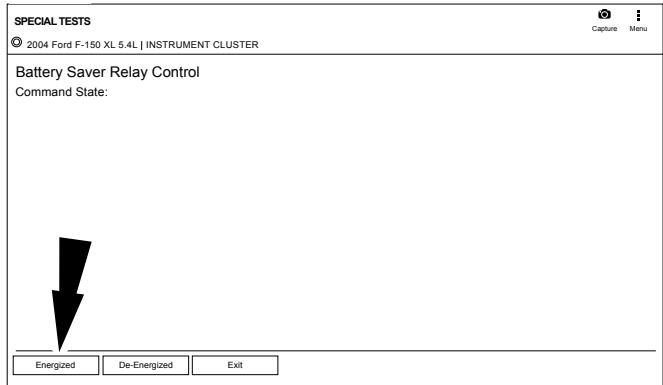 SPECIAL TESTS
Capture Menu
2004 Ford F-150 XL 5.4L | INSTRUMENT CLUSTER
Battery Saver Relay Control
Command State:
Energized De-Energized Exit